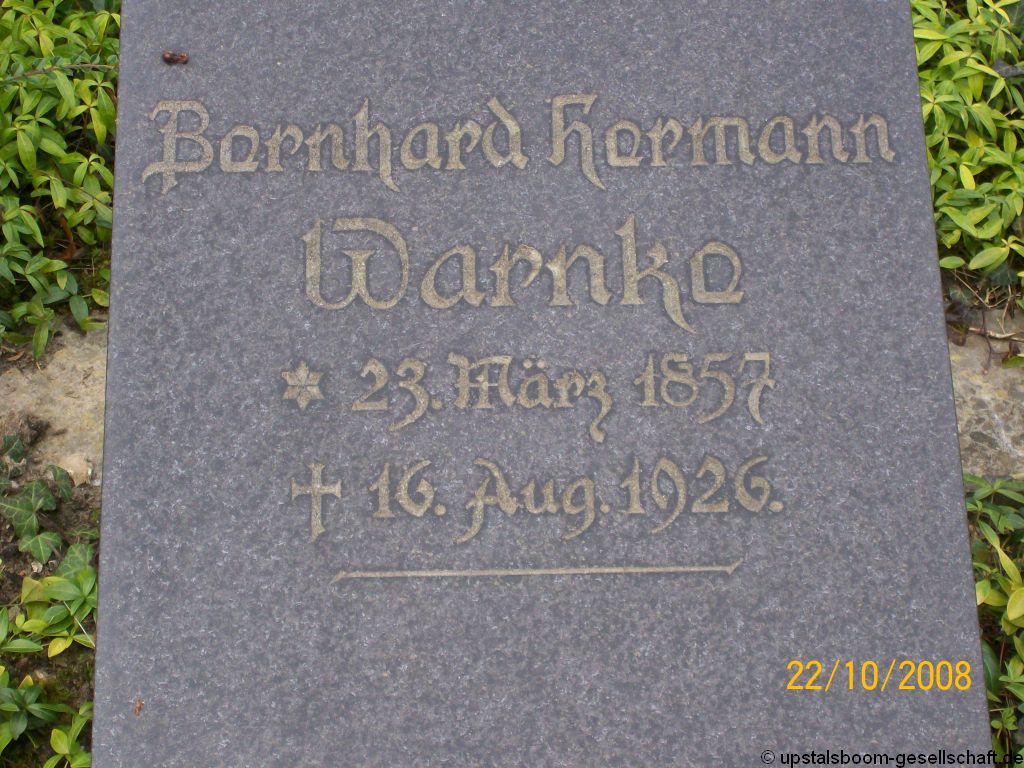 Bernhard Hermann
Warnke
* 23. März 1857
† 16. Aug. 1926.
22/10/2008
© upstalsboom-gesellschaft.de